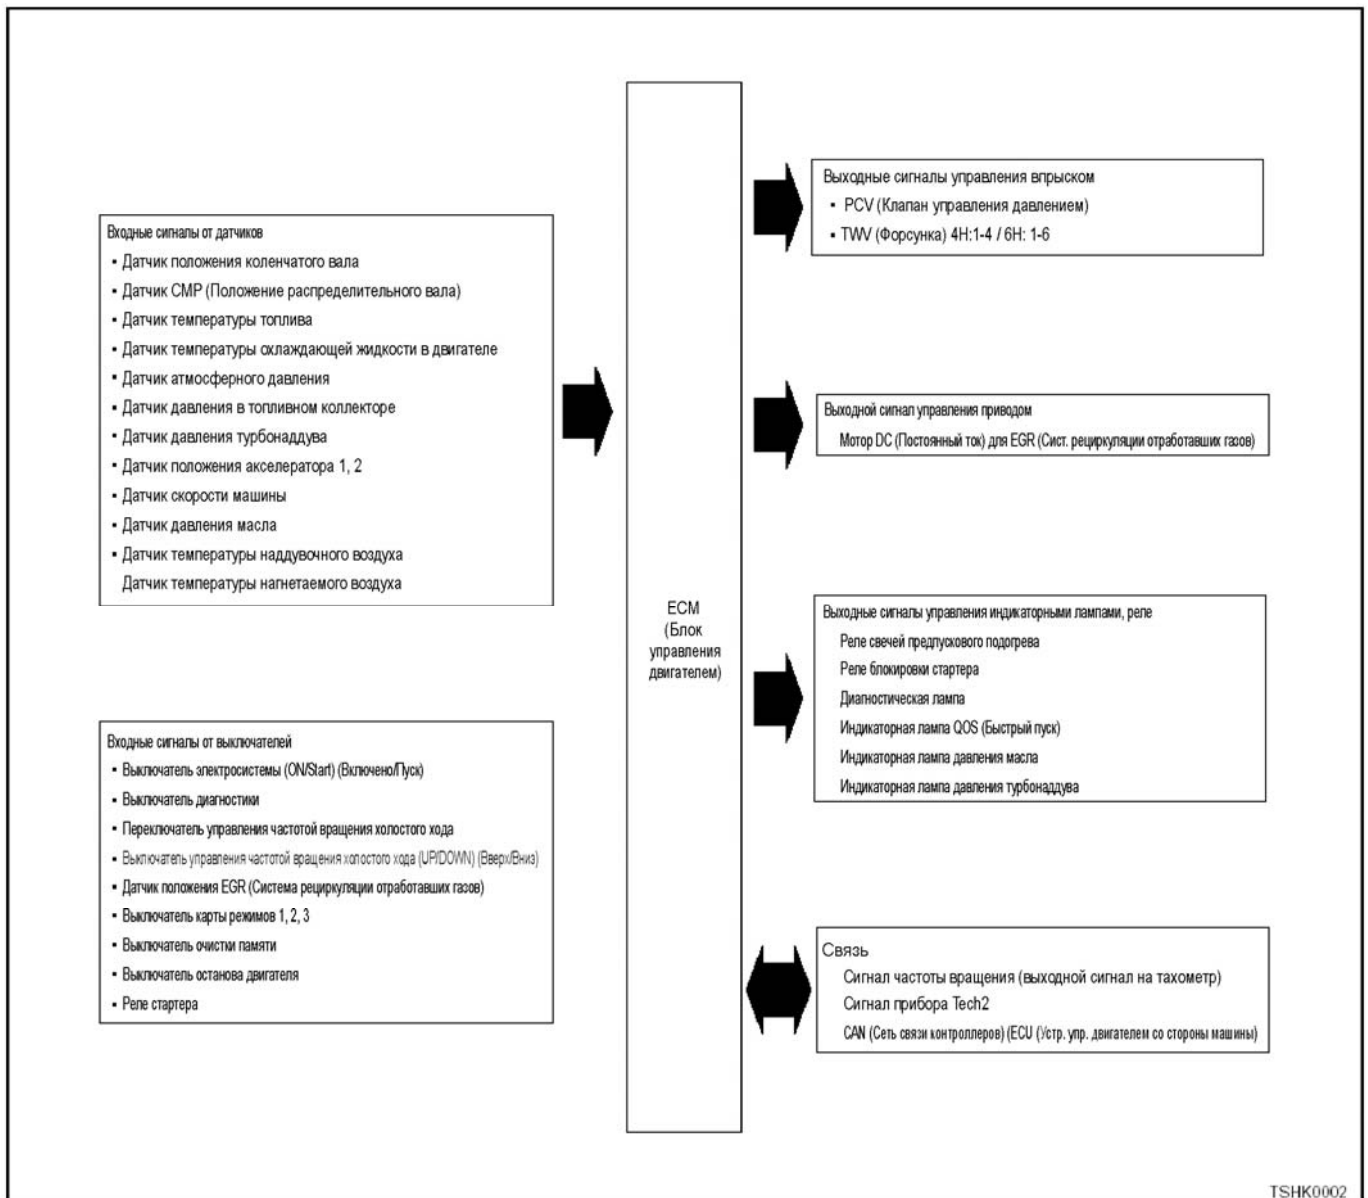 Входные сигналы от датчиков
▪ Датчик положения коленчатого вала
▪ Датчик CMP (Положение распределительного вала)
▪ Датчик температуры топлива
▪ Датчик температуры охлаждающей жидкости в двигателе
▪ Датчик атмосферного давления
▪ Датчик давления в топливном коллекторе
▪ Датчик давления турбонаддува
▪ Датчик положения акселератора 1, 2
▪ Датчик скорости машины
▪ Датчик давления масла
▪ Датчик температуры наддувочного воздуха
Датчик температуры нагнетаемого воздуха
Входные сигналы от выключателей
▪ Выключатель электросистемы (ON/Start) (Включено/Пуск)
▪ Выключатель диагностики
▪ Переключатель управления частотой вращения холостого хода
▪ Выключатель управления частотой вращения холостого хода (UP/DOWN) (Вверх/Вниз)
▪ Датчик положения EGR (Система рециркуляции отработавших газов)
▪ Выключатель карты режимов 1, 2, 3
▪ Выключатель очистки памяти
▪ Выключатель останова двигателя
▪ Реле стартера
ECM
(Блок
управления
двигателем)
Выходные сигналы управления впрыском
▪ PCV (Клапан управления давлением)
▪ TWV (Форсунка) 4H:1-4 / 6H: 1-6
Выходной сигнал управления приводом
Мотор DC (Постоянный ток) для EGR (Сист. рециркуляции отработавших газов)
Выходные сигналы управления индикаторными лампами, реле
Реле свечей предпускового подогрева
Реле блокировки стартера
Диагностическая лампа
Индикаторная лампа QOS (Быстрый пуск)
Индикаторная лампа давления масла
Индикаторная лампа давления турбонаддува
Связь
Сигнал частоты вращения (выходной сигнал на тахометр)
Сигнал прибора Tech2
CAN (Сеть связи контроллеров) (ECU (Устр. упр. двигателем со стороны машины)
TSHK0002